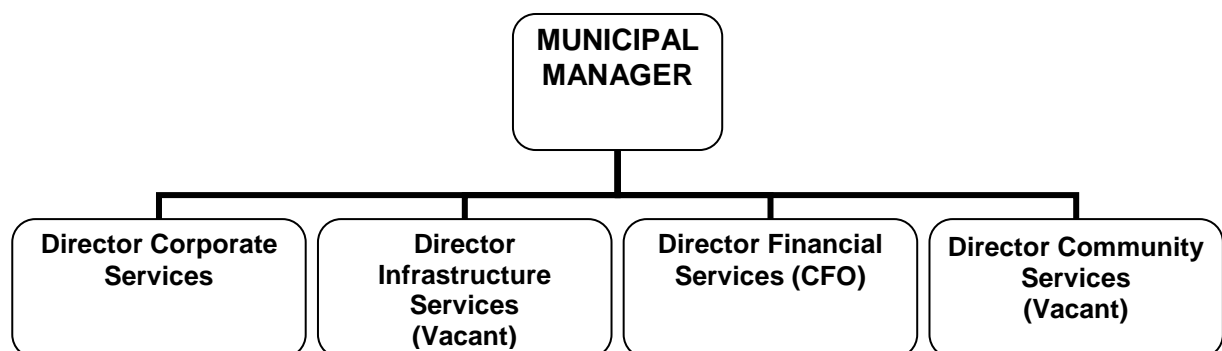 MUNICIPAL
MANAGER
Director Corporate
Services
Director
Infrastructure
Services
(Vacant)
Director Financial
Services (CFO)
Director Community
Services
(Vacant)